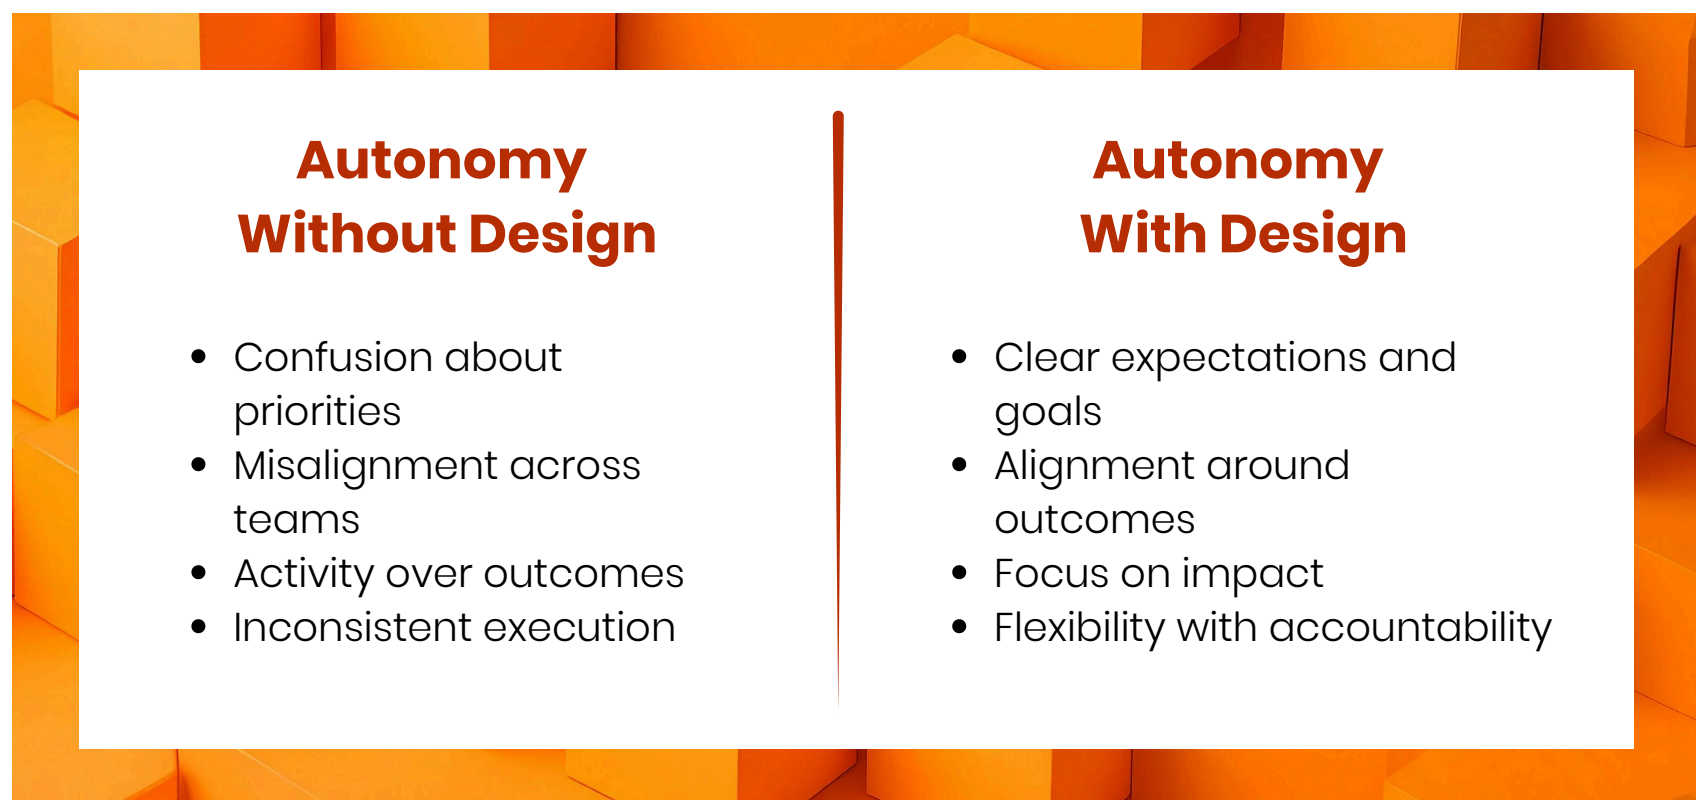 Autonomy
Without Design
• Confusion about
priorities
• Misalignment across
teams
• Activity over outcomes
• Inconsistent execution
Autonomy
With Design
• Clear expectations and
goals
• Alignment around
outcomes
• Focus on impact
• Flexibility with accountability